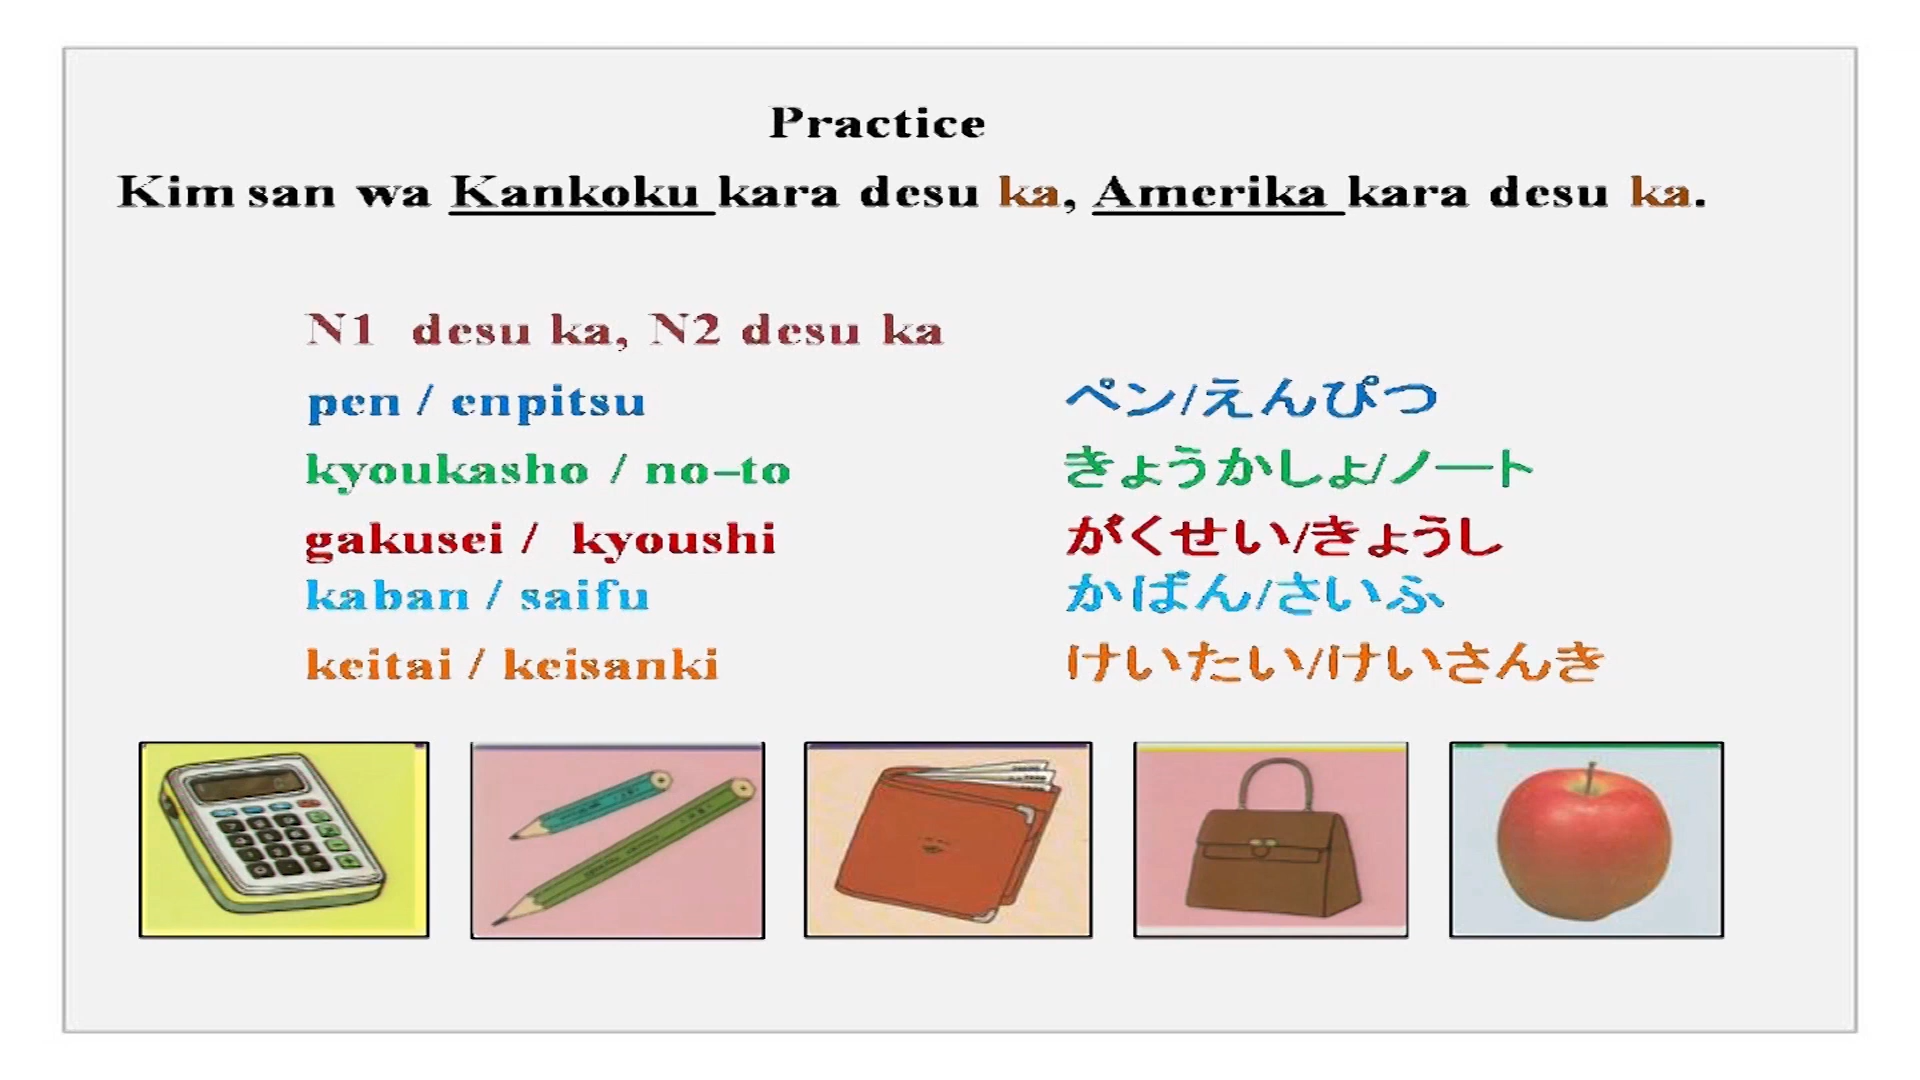 Practice
Kim san wa Kankoku kara desu ka, Amerika kara desu ka.
N1 desu ka, N2 desu ka
pen / enpitsu ペン/えんぴつ
kyoukasho / no–to きょうかしょ/ノート
gakusei / kyoushi がくせい/きょうし
kaban / saifu かばん/さいふ
keitai / keisanki けいたい/けいさんき